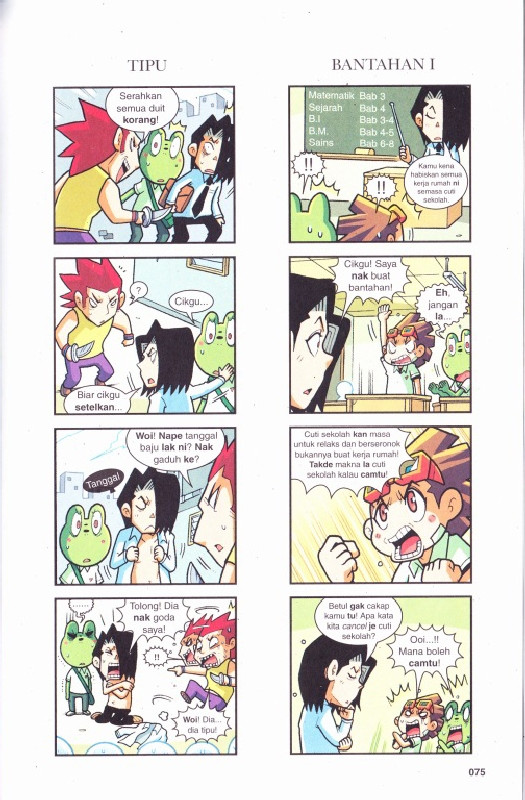 TIPU
Serahkan
semua duit
korang!
?
Cikgu...
Biar cikgu
setelkan...
Woii! Nape tanggal
baju lak ni? Nak
gaduh ke?
Tanggal
......
Tolong! Dia
nak goda
saya!
!!
Woi! Dia...
dia tipu!
BANTAHAN I
Matematik Bab 3
Sejarah Bab 4
B.I Bab 3-4
B.M. Bab 4-5
Sains Bab 6-8
Kamu kena
habiskan semua
kerja rumah ni
semasa cuti
sekolah.
!!
!!
Cikgu! Saya
nak buat
bantahan!
Eh,
jangan
la...
Cuti sekolah kan masa
untuk relaks dan berseronok
bukannya buat kerja rumah!
Takde makna la cuti
sekolah kalau camtu!
Betul gak cakap
kamu tu! Apa kata
kita cancel je cuti
sekolah?
Ooi...!!
Mana boleh
camtu!
075